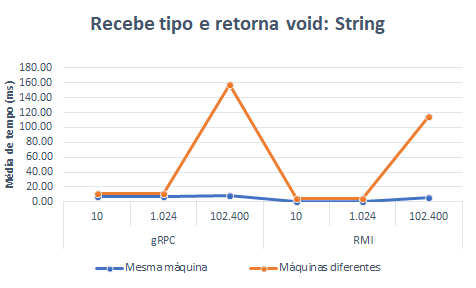 Recebe tipo e retorna void: String
Média de tempo (ms)
180.00
160.00
140.00
120.00
100.00
80.00
60.00
40.00
20.00
0.00
10 1.024 102.400 10 1.024 102.400
gRPC RMI
Mesma máquina Máquinas diferentes